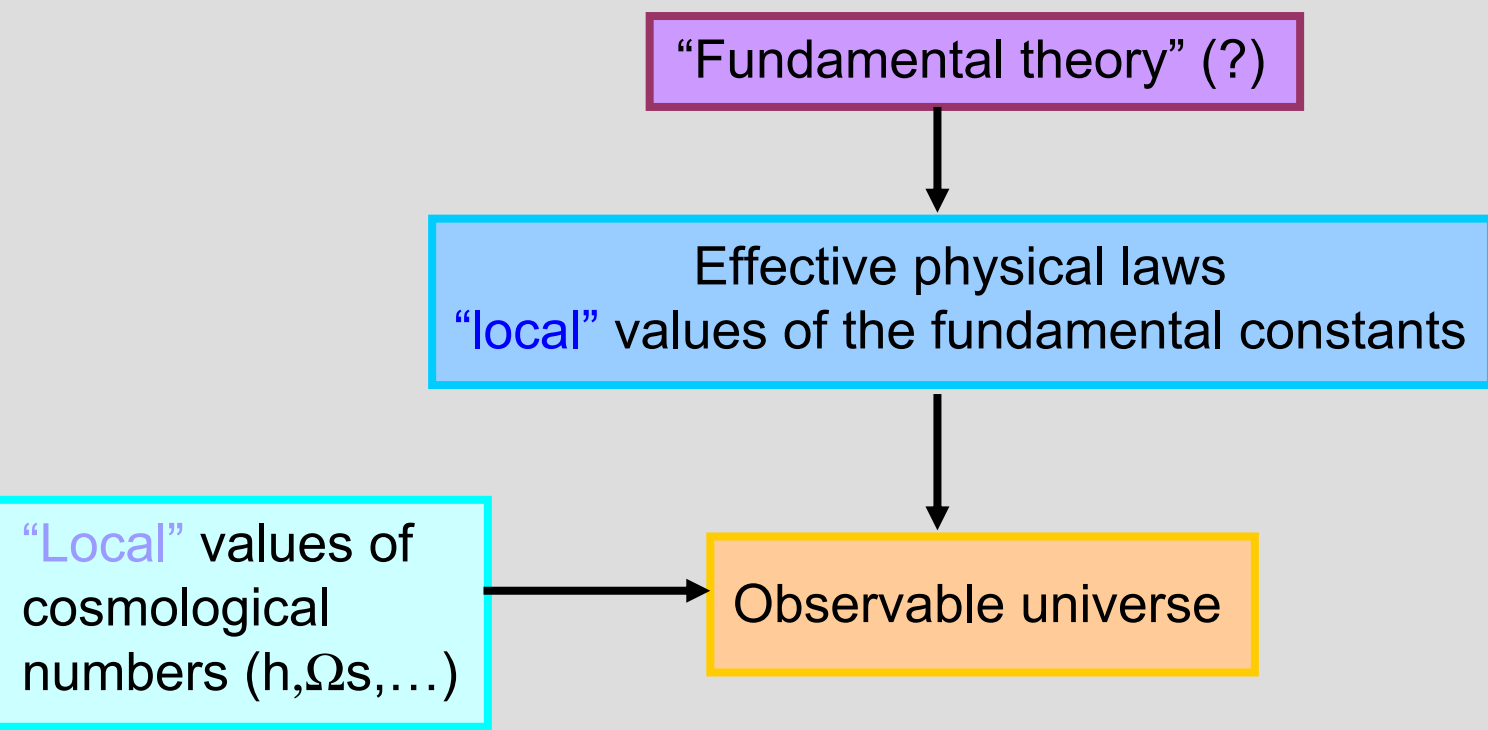 “Fundamental theory” (?)
Effective physical laws
“local” values of the fundamental constants
“Local” values of
cosmological
numbers (h,Ωs,…)
Observable universe